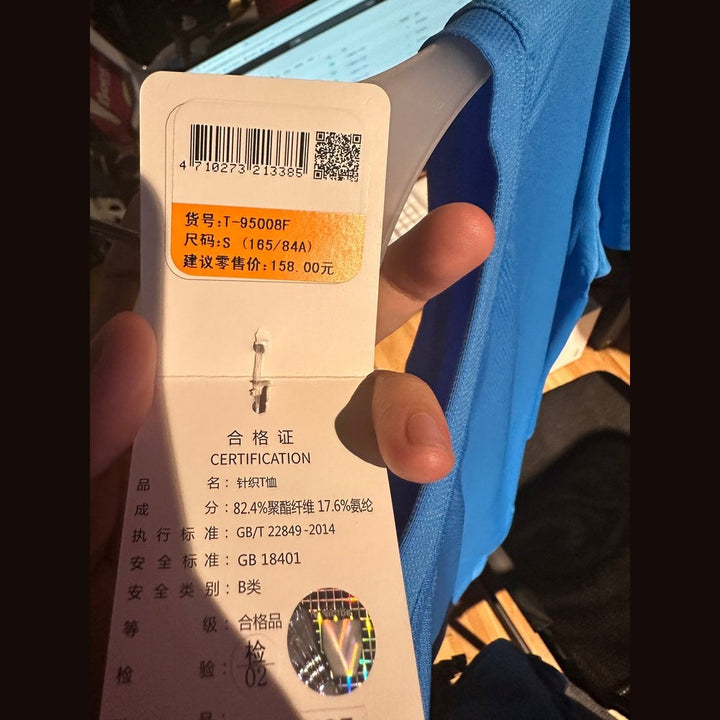 4 710273 213385
货号:T-95008F
尺码:S (165/84A)
建议零售价:158.00元
合格证
CERTIFICATION
品名：针织T恤
成分：82.4%聚酯纤维 17.6%氨纶
执行标准：GB/T 22849-2014
安全标准：GB 18401
安全类别：B类
等级：合格品
检验：检02